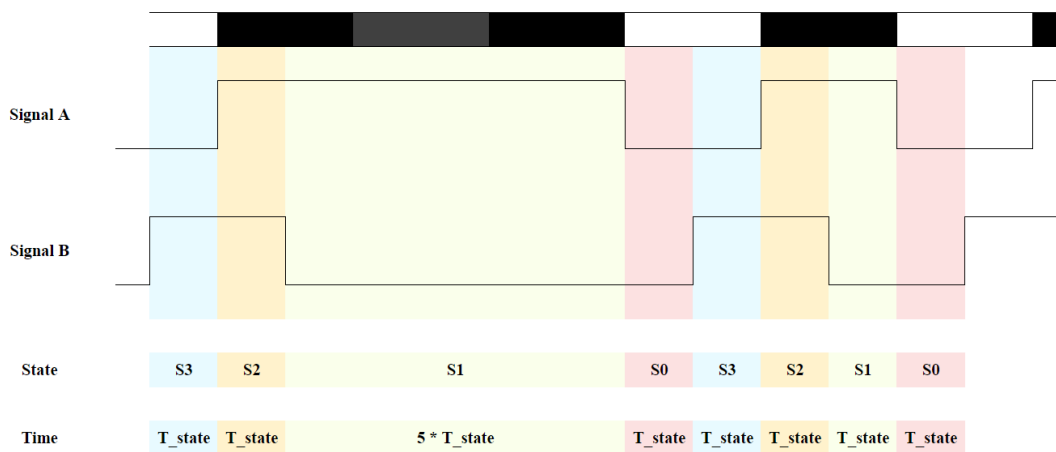 Signal A
Signal B
State S3 S2 S1 S0 S3 S2 S1 S0
Time T_state T_state 5 * T_state T_state T_state T_state T_state T_state